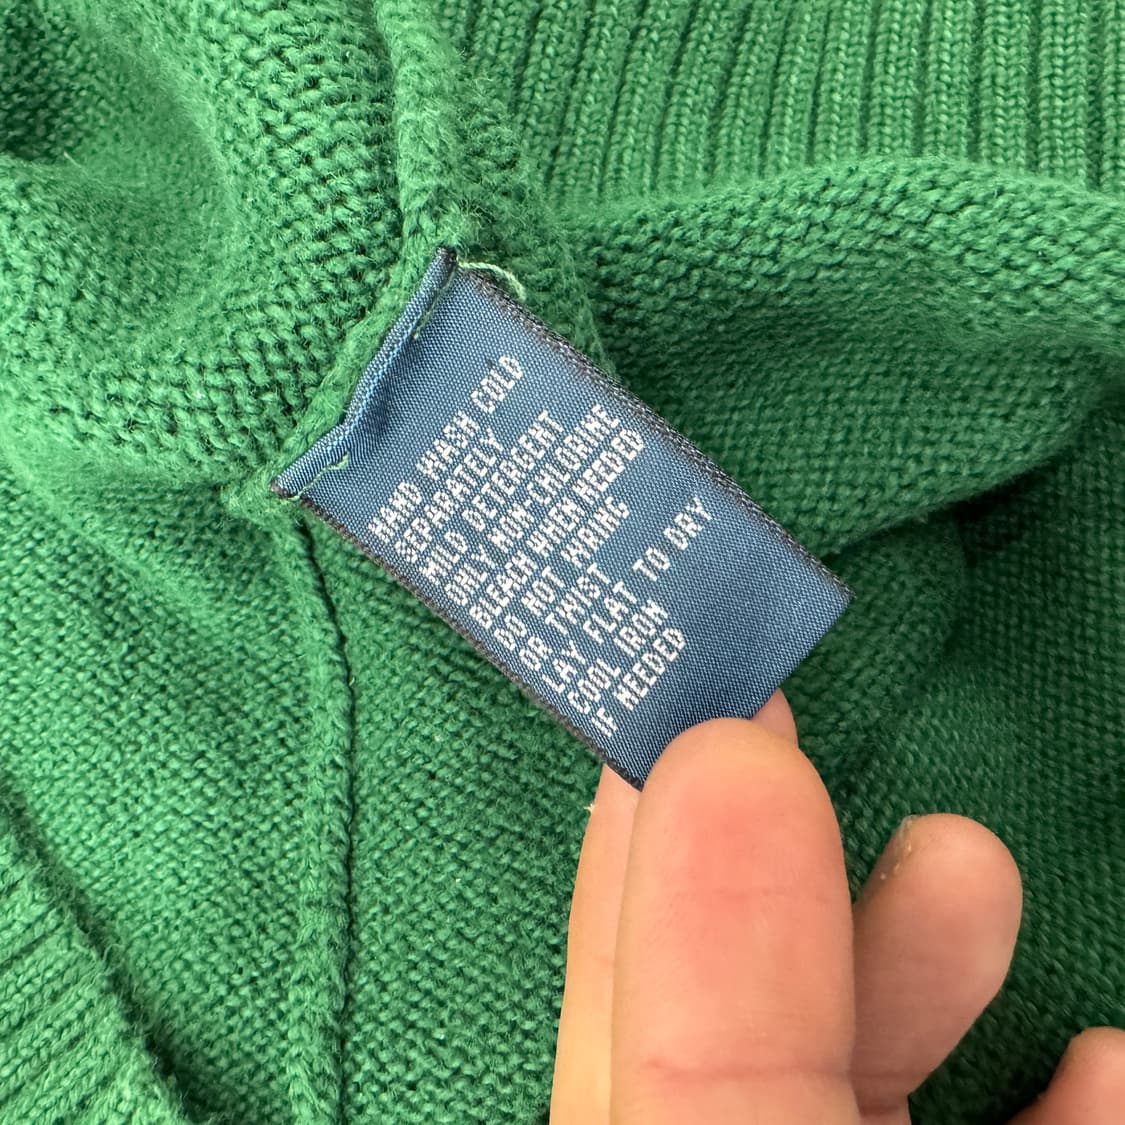 HAND WASH COLD
SEPARATELY
MILD DETERGENT
ONLY NON-CHLORINE
BLEACH WHEN NEEDED
DO NOT WRING
OR TWIST
LAY FLAT TO DRY
COOL IRON
IF NEEDED